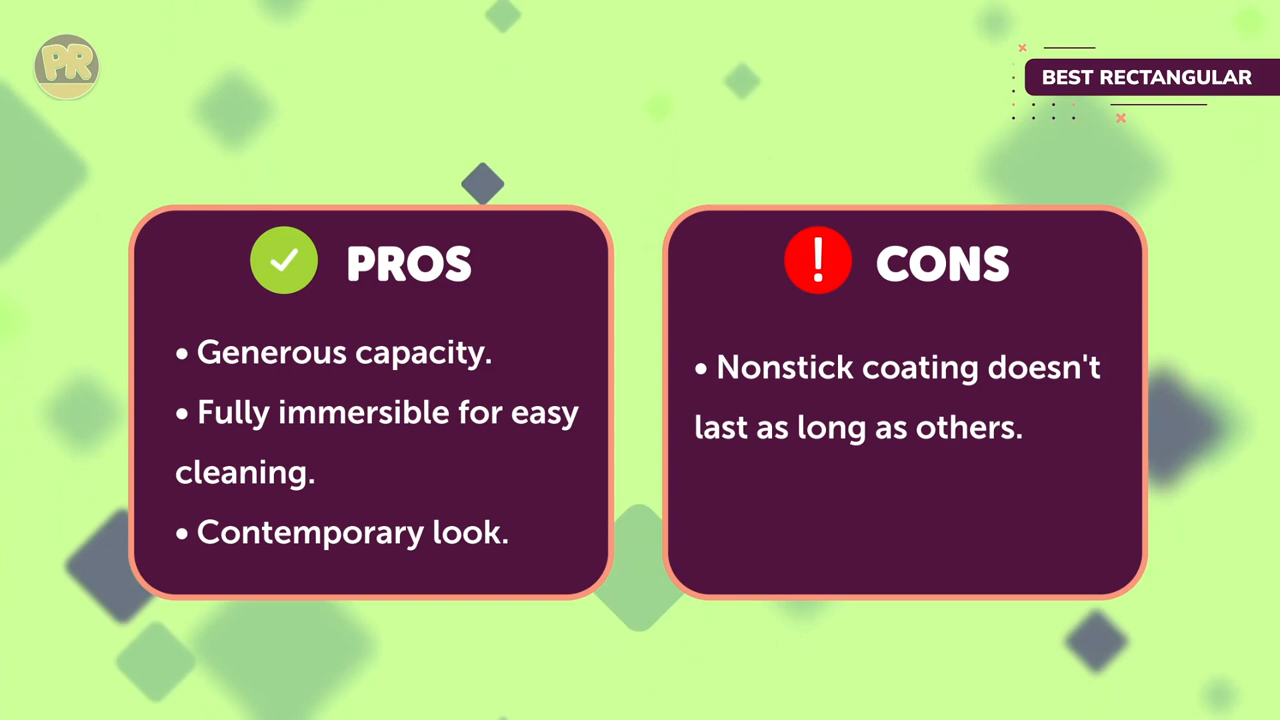 PR
BEST RECTANGULAR
PROS
• Generous capacity.
• Fully immersible for easy
cleaning.
• Contemporary look.
CONS
• Nonstick coating doesn't
last as long as others.